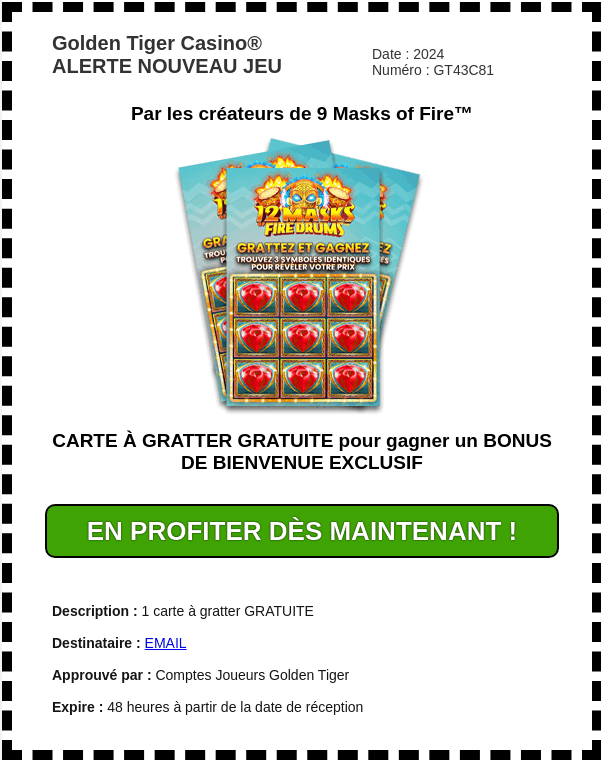 Golden Tiger Casino®
ALERTE NOUVEAU JEU
Date : 2024
Numéro : GT43C81
Par les créateurs de 9 Masks of Fire™
12 MASKS
FIRE DRUMS
GRATTEZ ET GAGNEZ
TROUVEZ 3 SYMBOLES IDENTIQUES
POUR RÉVÉLER VOTRE PRIX
CARTE À GRATTER GRATUITE pour gagner un BONUS
DE BIENVENUE EXCLUSIF
EN PROFITER DÈS MAINTENANT !
Description : 1 carte à gratter GRATUITE
Destinataire : EMAIL
Approuvé par : Comptes Joueurs Golden Tiger
Expire : 48 heures à partir de la date de réception